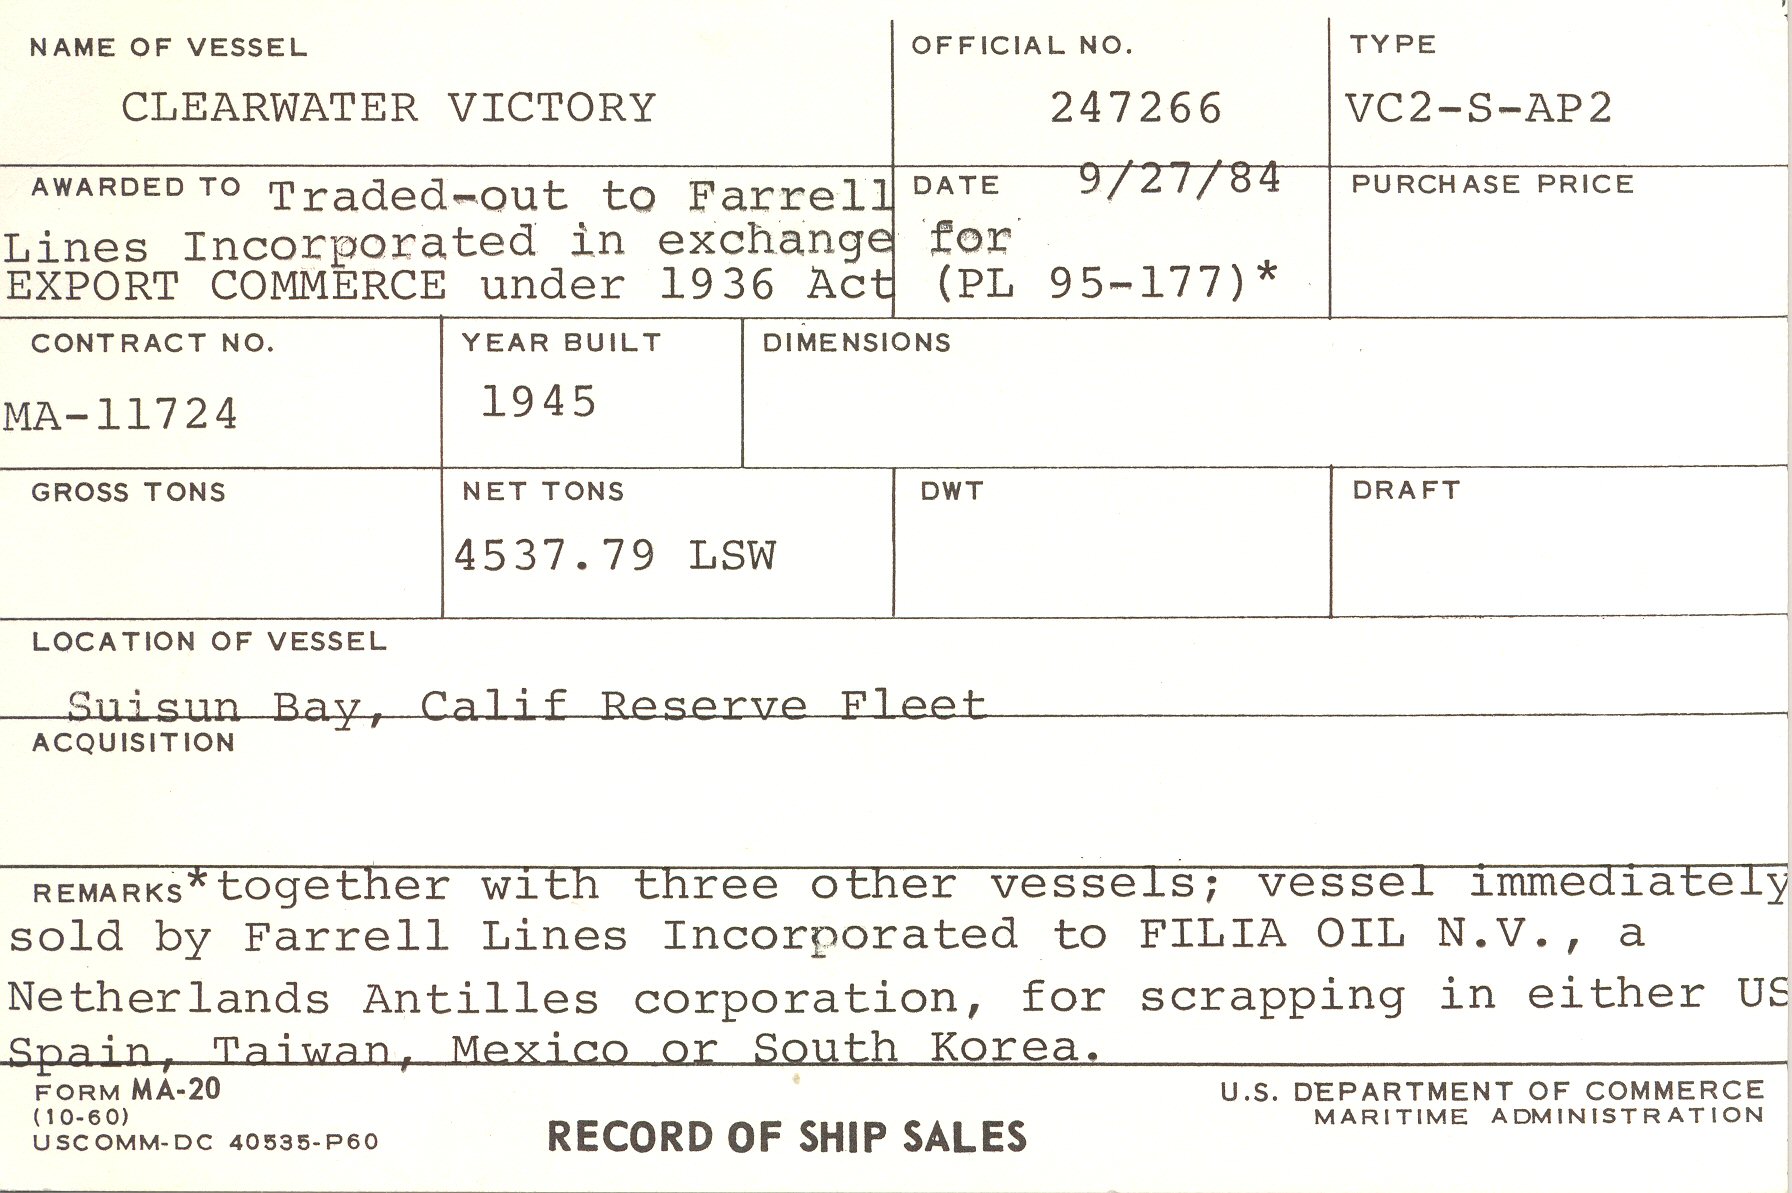 NAME OF VESSEL OFFICIAL NO. TYPE
CLEARWATER VICTORY 247266 VC2-S-AP2
AWARDED TO Traded-out to Farrell DATE 9/27/84 PURCHASE PRICE
Lines Incorporated in exchange for
EXPORT COMMERCE under 1936 Act (PL 95-177)*
CONTRACT NO. YEAR BUILT DIMENSIONS
MA-11724 1945
GROSS TONS NET TONS DWT DRAFT
4537.79 LSW
LOCATION OF VESSEL
Suisun Bay, Calif Reserve Fleet
ACQUISITION
REMARKS *together with three other vessels; vessel immediately
sold by Farrell Lines Incorporated to FILIA OIL N.V., a
Netherlands Antilles corporation, for scrapping in either US
Spain, Taiwan, Mexico or South Korea.
FORM MA-20
(10-60)
USCOMM-DC 40535-P60
RECORD OF SHIP SALES
U.S. DEPARTMENT OF COMMERCE
MARITIME ADMINISTRATION